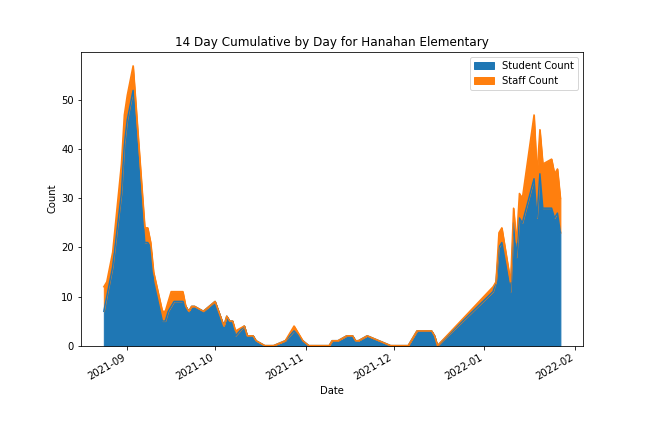 14 Day Cumulative by Day for Hanahan Elementary
Student Count
Staff Count
50
40
30
20
10
0
Count
2021-09
2021-10
2021-11
2021-12
2022-01
2022-02
Date